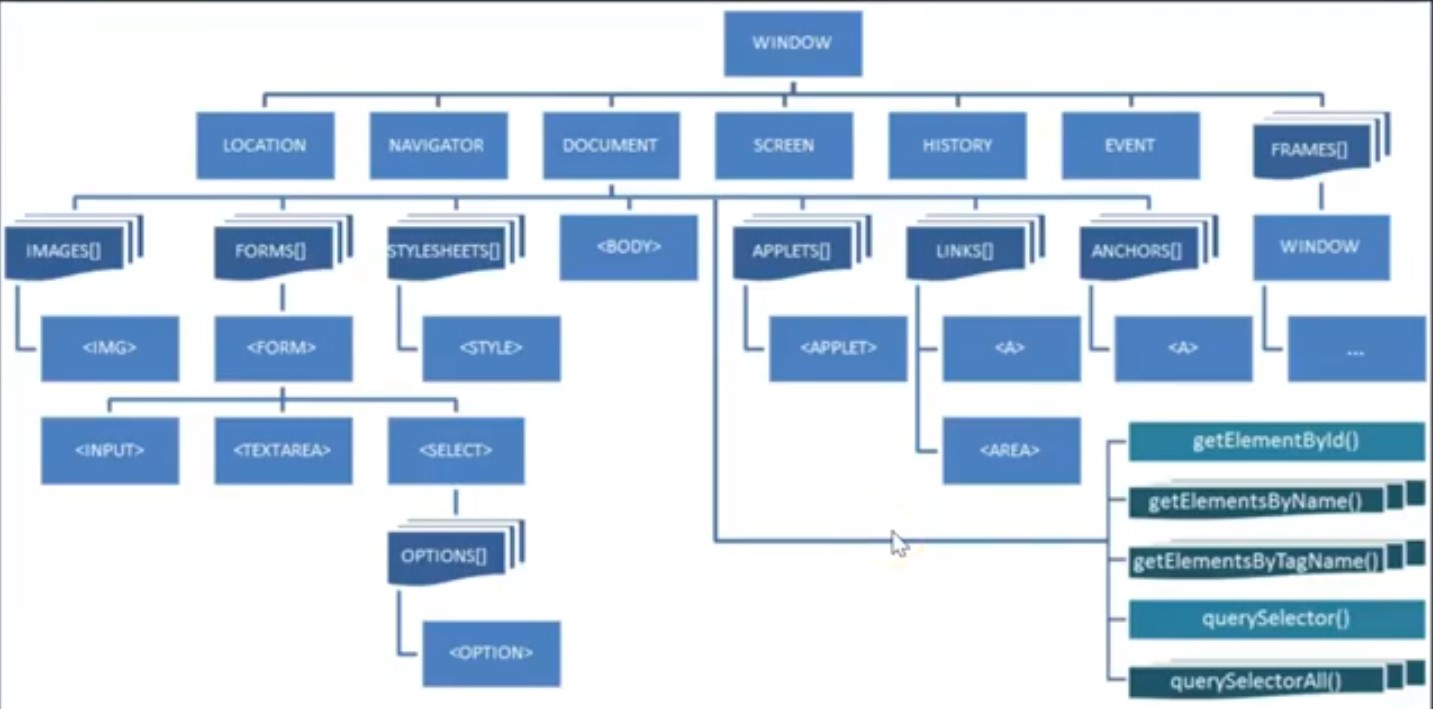 WINDOW
LOCATION
NAVIGATOR
DOCUMENT
SCREEN
HISTORY
EVENT
FRAMES[]
IMAGES[]
FORMS[]
STYLESHEETS[]
<BODY>
APPLETS[]
LINKS[]
ANCHORS[]
WINDOW
<IMG>
<FORM>
<STYLE>
<APPLET>
<A>
<A>
...
<INPUT>
<TEXTAREA>
<SELECT>
<AREA>
getElementById()
getElementsByName()
OPTIONS[]
getElementsByTagName()
querySelector()
<OPTION>
querySelectorAll()